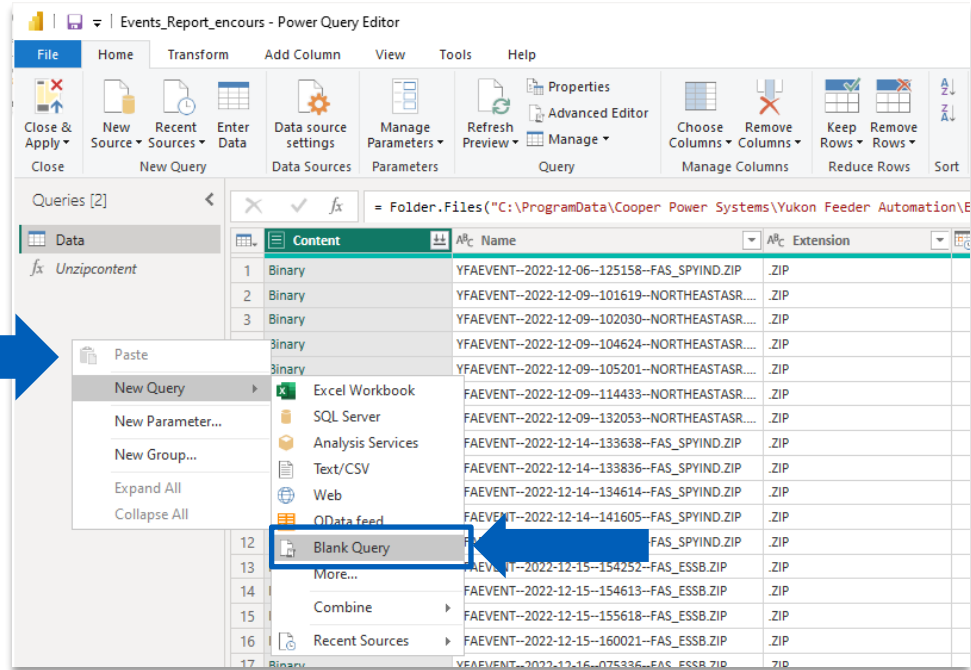 Events_Report_encours - Power Query Editor
File Home Transform Add Column View Tools Help
Close & Apply
New Source
Recent Sources
Enter Data
Data source settings
Manage Parameters
Refresh Preview
Properties
Advanced Editor
Manage
Choose Columns
Remove Columns
Keep Rows
Remove Rows
Close New Query Data Sources Parameters Query Manage Columns Reduce Rows Sort
Queries [2]
fx = Folder.Files("C:\ProgramData\Cooper Power Systems\Yukon Feeder Automation\E
Data
fx Unzipcontent
Content ABC Name ABC Extension
1 Binary YFAEVENT--2022-12-06--125158--FAS_SPYIND.ZIP .ZIP
2 Binary YFAEVENT--2022-12-09--101619--NORTHEASTASR.... .ZIP
3 Binary YFAEVENT--2022-12-09--102030--NORTHEASTASR.... .ZIP
Binary YFAEVENT--2022-12-09--104624--NORTHEASTASR.... .ZIP
Binary YFAEVENT--2022-12-09--105201--NORTHEASTASR.... .ZIP
FAEVENT--2022-12-09--114433--NORTHEASTASR.... .ZIP
FAEVENT--2022-12-09--132053--NORTHEASTASR.... .ZIP
FAEVENT--2022-12-14--133638--FAS_SPYIND.ZIP .ZIP
FAEVENT--2022-12-14--133836--FAS_SPYIND.ZIP .ZIP
FAEVENT--2022-12-14--134614--FAS_SPYIND.ZIP .ZIP
FAEVENT--2022-12-14--141605--FAS_SPYIND.ZIP .ZIP
12 FAS_SPYIND.ZIP .ZIP
13 FAEVENT--2022-12-15--154252--FAS_ESSB.ZIP .ZIP
14 FAEVENT--2022-12-15--154613--FAS_ESSB.ZIP .ZIP
15 FAEVENT--2022-12-15--155618--FAS_ESSB.ZIP .ZIP
16 FAEVENT--2022-12-15--160021--FAS_ESSB.ZIP .ZIP
17 Binary YFAEVENT--2022-12-16--075336--FAS_ESSB.ZIP .ZIP
Paste
New Query
New Parameter...
New Group...
Expand All
Collapse All
Excel Workbook
SQL Server
Analysis Services
Text/CSV
Web
OData feed
Blank Query
More...
Combine
Recent Sources